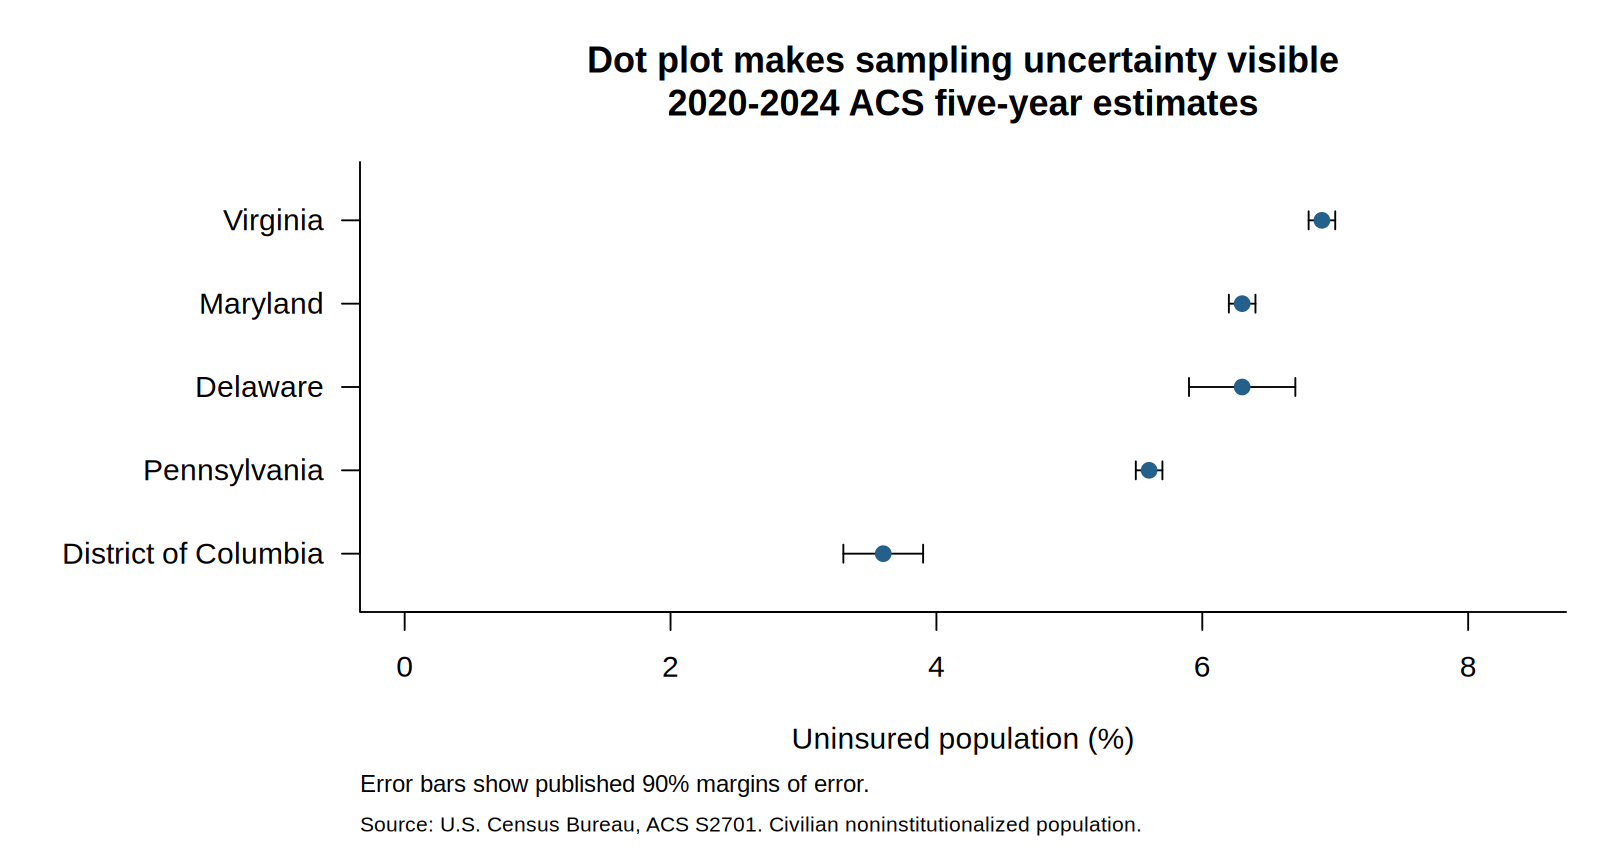 Dot plot makes sampling uncertainty visible
2020-2024 ACS five-year estimates
Virginia
Maryland
Delaware
Pennsylvania
District of Columbia
0 2 4 6 8
Uninsured population (%)
Error bars show published 90% margins of error.
Source: U.S. Census Bureau, ACS S2701. Civilian noninstitutionalized population.